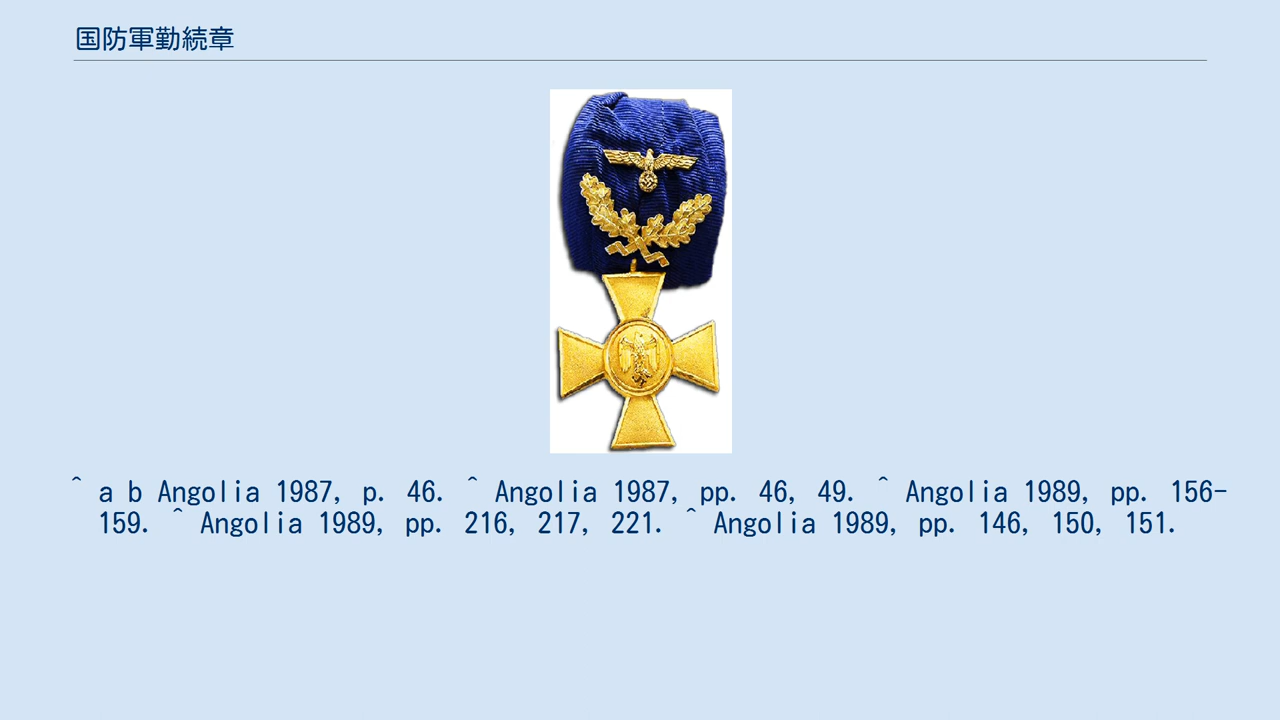 国防軍勤続章
^ a b Angolia 1987, p. 46. ^ Angolia 1987, pp. 46, 49. ^ Angolia 1989, pp. 156-
159. ^ Angolia 1989, pp. 216, 217, 221. ^ Angolia 1989, pp. 146, 150, 151.